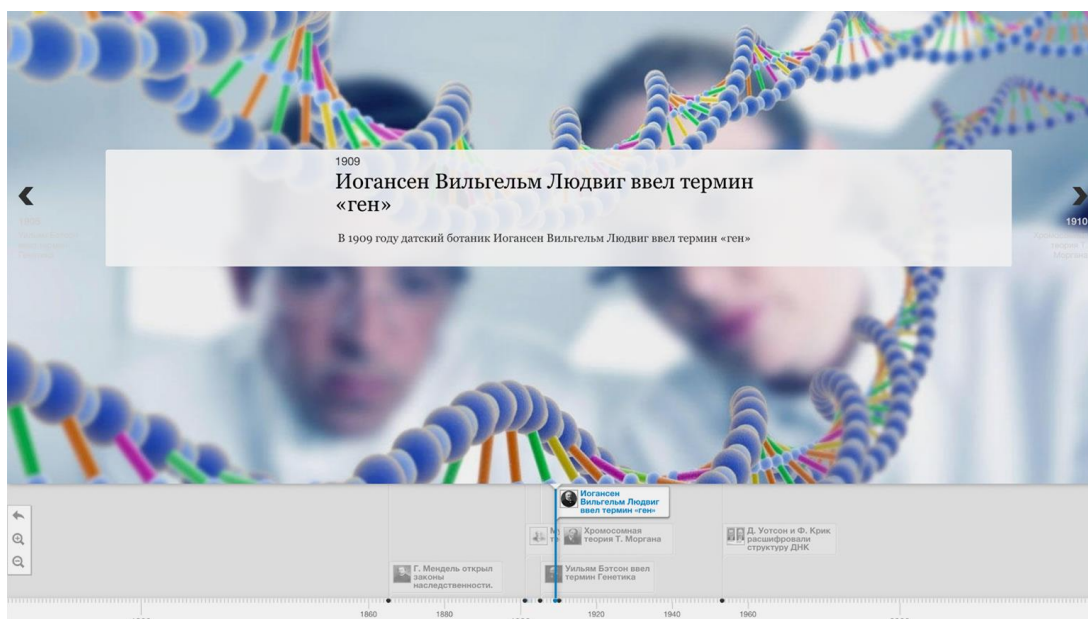 1909
Иогансен Вильгельм Людвиг ввел термин
«ген»
В 1909 году датский ботаник Иогансен Вильгельм Людвиг ввел термин «ген»
1910
теория Т.
Моргана
Иогансен
Вильгельм Людвиг
ввел термин «ген»
Хромосомная
теория Т. Моргана
Д. Уотсон и Ф. Крик
расшифровали
структуру ДНК
Г. Мендель открыл
законы
наследственности.
Уильям Бэтсон ввел
термин Генетика
1860
1880
1920
1940
1960